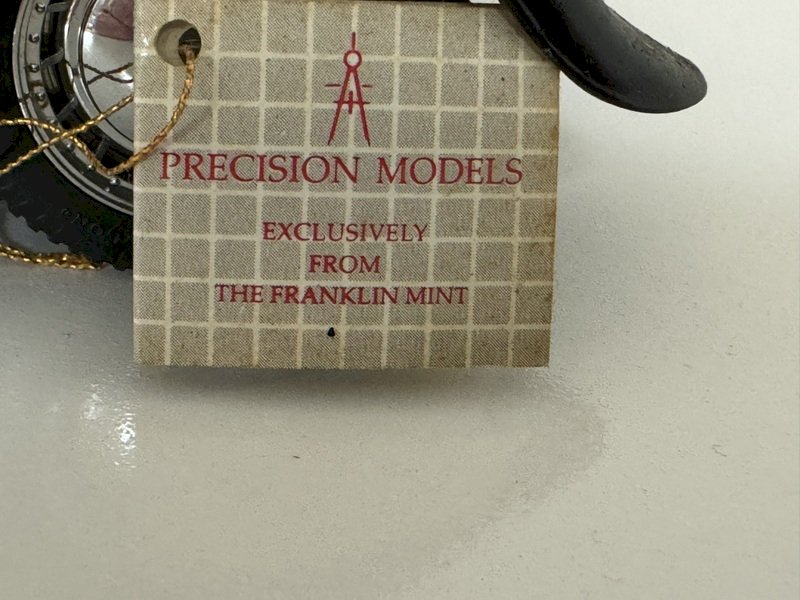 PRECISION MODELS
EXCLUSIVELY
FROM
THE FRANKLIN MINT